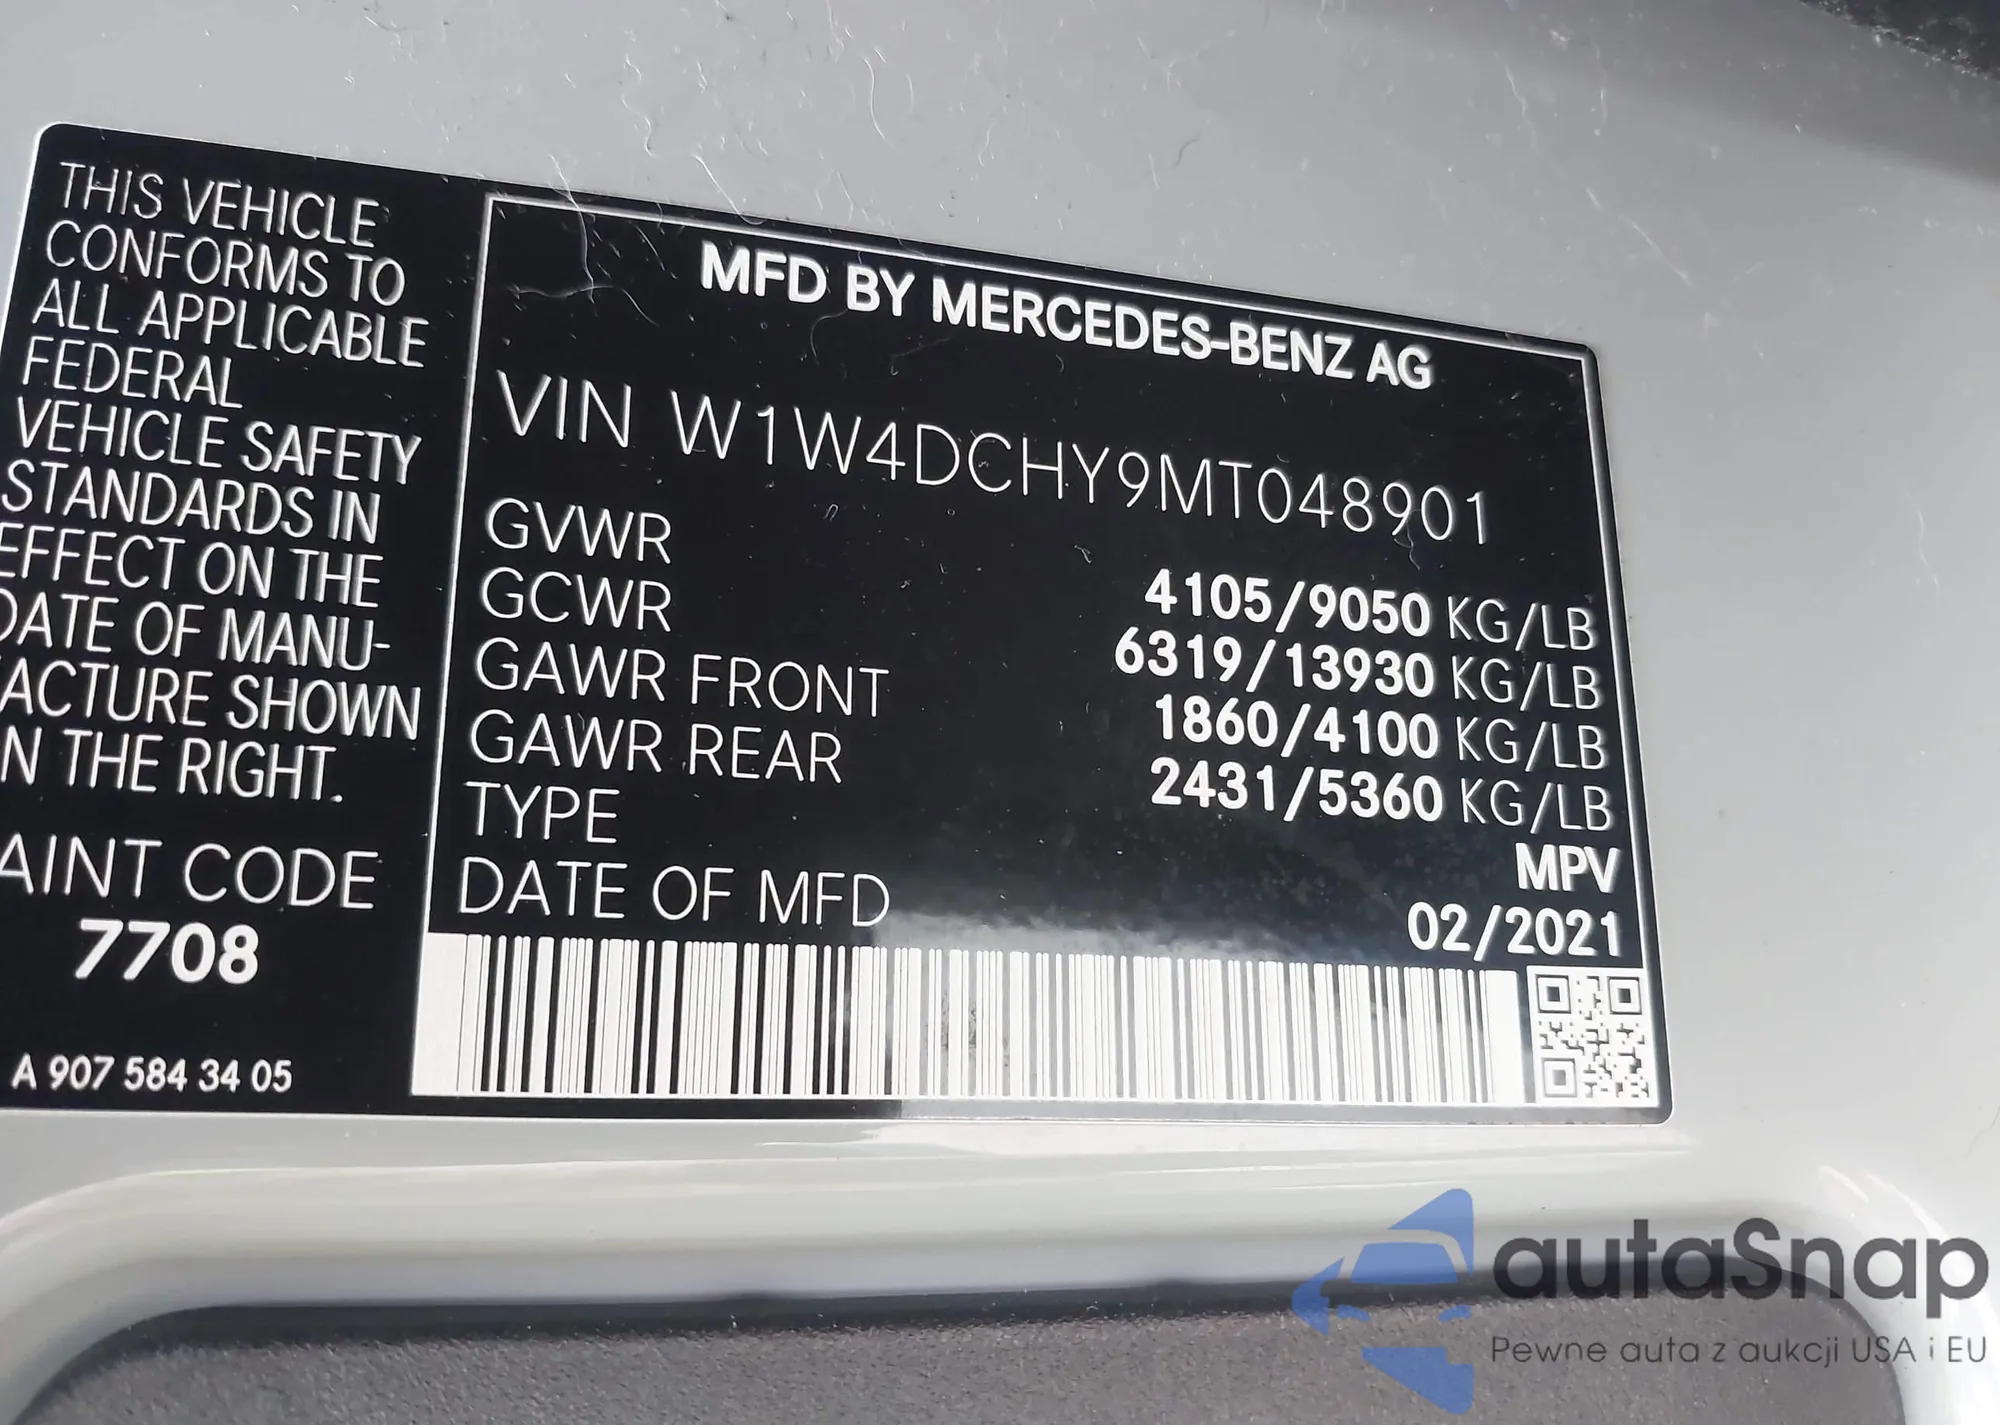 THIS VEHICLE
CONFORMS TO
ALL APPLICABLE
FEDERAL
VEHICLE SAFETY
STANDARDS IN
EFFECT ON THE
DATE OF MANU-
ACTURE SHOWN
N THE RIGHT.
AINT CODE
7708
A 907 584 34 05
MFD BY MERCEDES-BENZ AG
VIN W1W4DCHY9MT048901
GVWR 4105/9050 KG/LB
GCWR 6319/13930 KG/LB
GAWR FRONT 1860/4100 KG/LB
GAWR REAR 2431/5360 KG/LB
TYPE MPV
DATE OF MFD 02/2021
autaSnap
Pewne auta z aukcji USA i EU